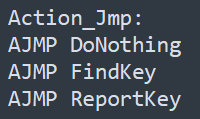 Action_Jmp:
AJMP DoNothing
AJMP FindKey
AJMP ReportKey